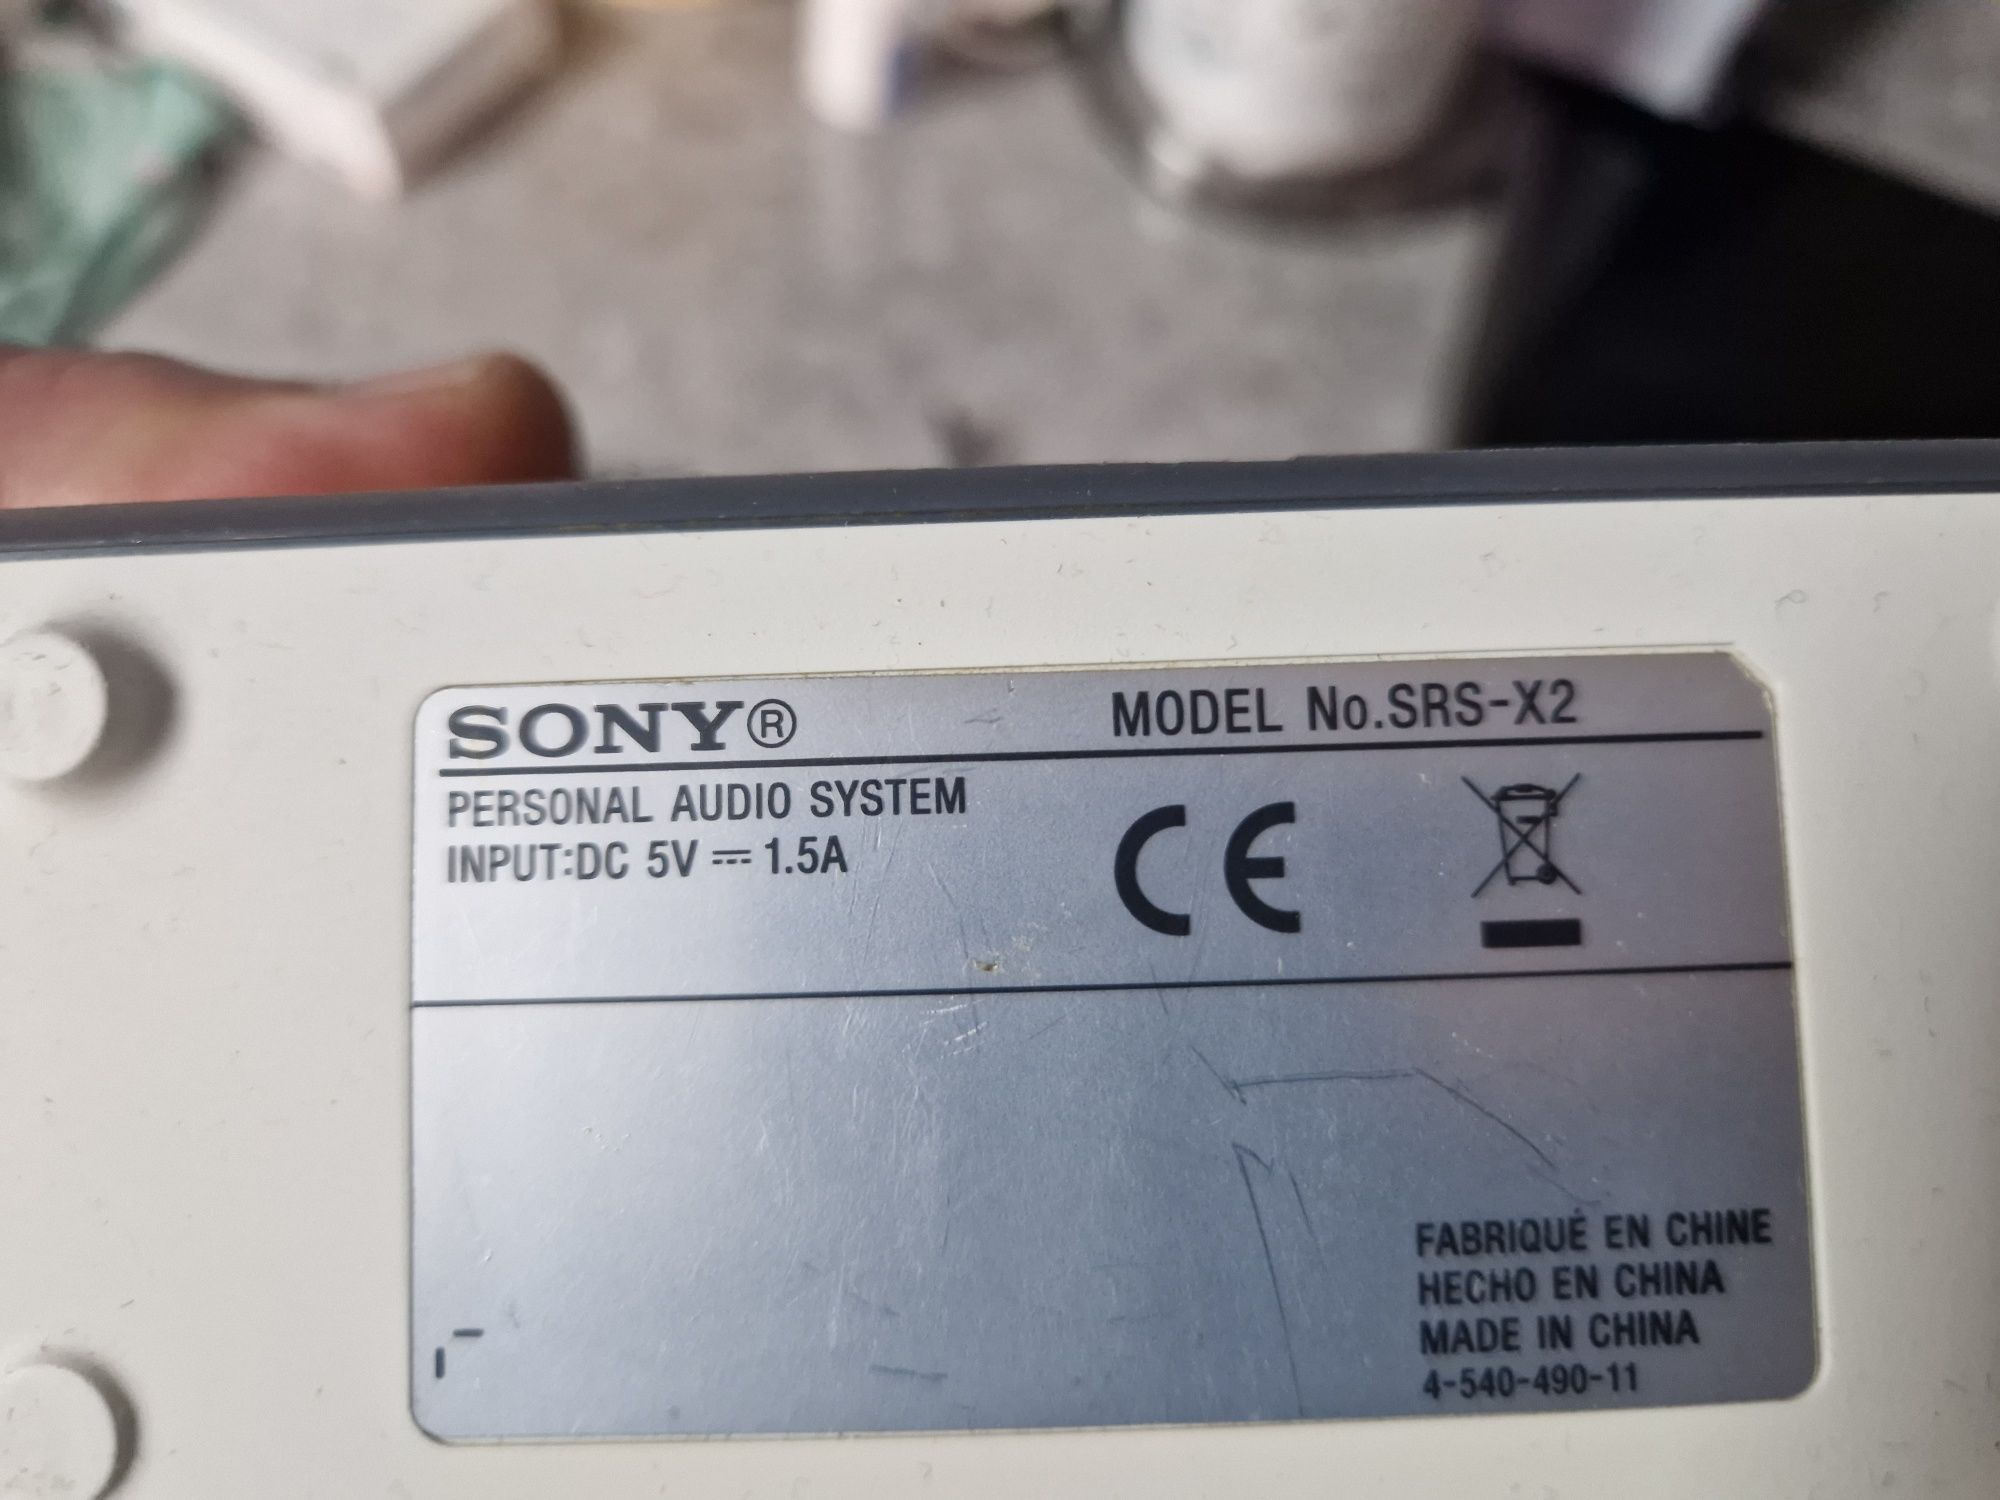 SONY®
MODEL No.SRS-X2
PERSONAL AUDIO SYSTEM
INPUT:DC 5V ⎓ 1.5A
CE
FABRIQUÉ EN CHINE
HECHO EN CHINA
MADE IN CHINA
4-540-490-11